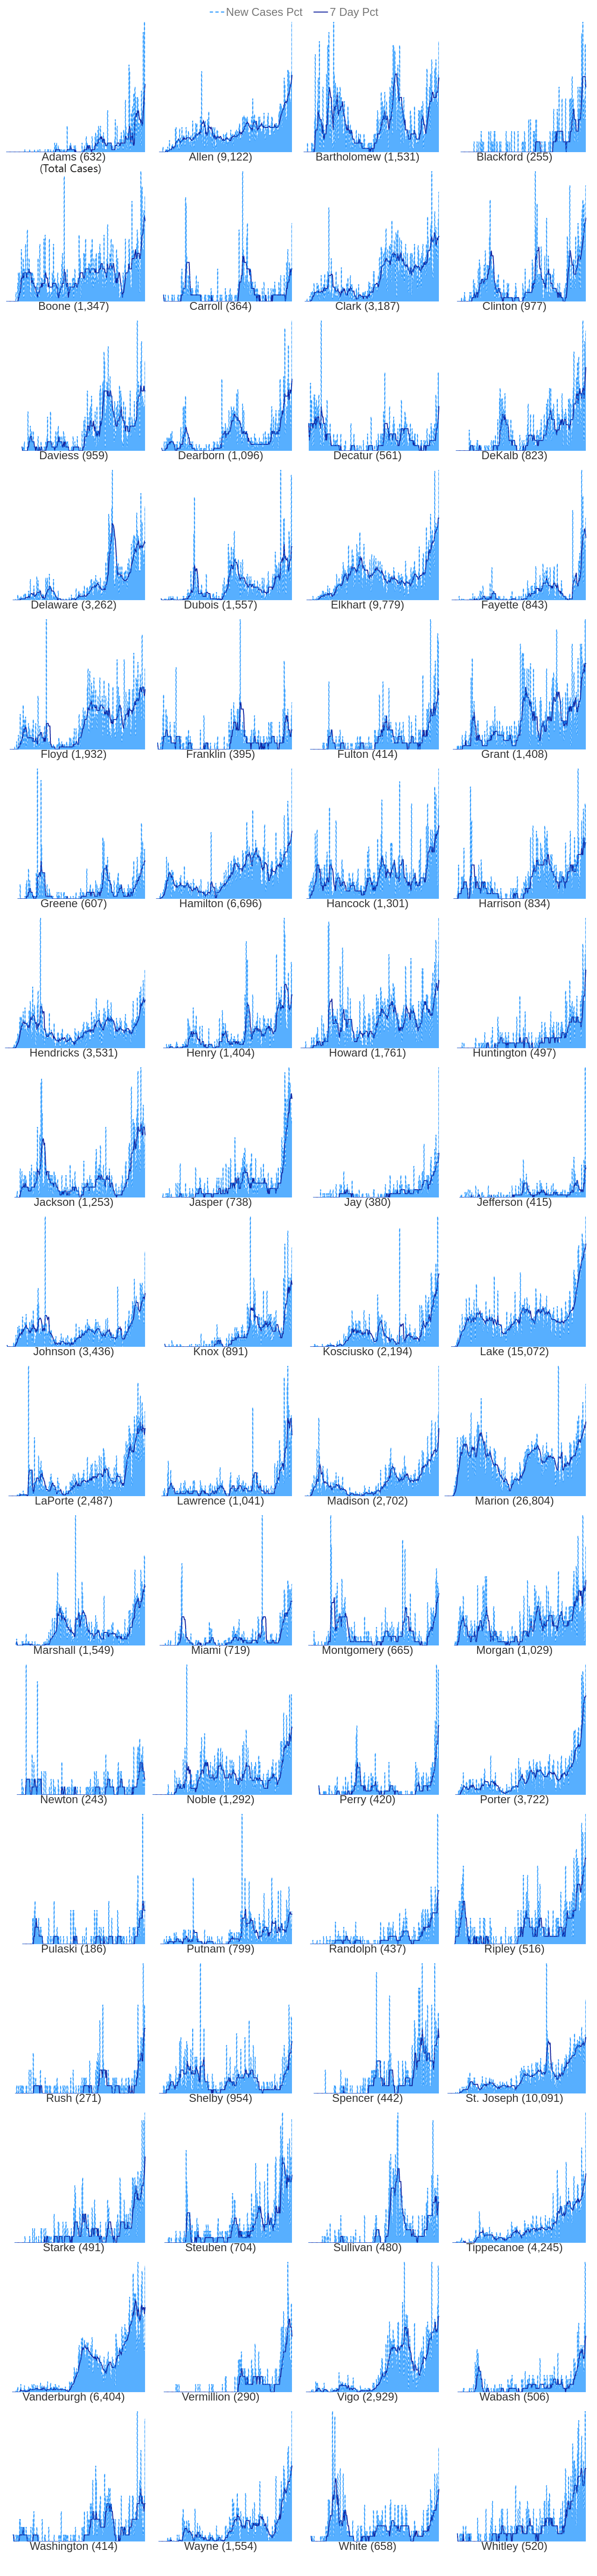 New Cases Pct 7 Day Pct
Adams (632) Allen (9,122) Bartholomew (1,531) Blackford (255)
(Total Cases)
Boone (1,347) Carroll (364) Clark (3,187) Clinton (977)
Daviess (959) Dearborn (1,096) Decatur (561) DeKalb (823)
Delaware (3,262) Dubois (1,557) Elkhart (9,779) Fayette (843)
Floyd (1,932) Franklin (395) Fulton (414) Grant (1,408)
Greene (607) Hamilton (6,696) Hancock (1,301) Harrison (834)
Hendricks (3,531) Henry (1,404) Howard (1,761) Huntington (497)
Jackson (1,253) Jasper (738) Jay (380) Jefferson (415)
Johnson (3,436) Knox (891) Kosciusko (2,194) Lake (15,072)
LaPorte (2,487) Lawrence (1,041) Madison (2,702) Marion (26,804)
Marshall (1,549) Miami (719) Montgomery (665) Morgan (1,029)
Newton (243) Noble (1,292) Perry (420) Porter (3,722)
Pulaski (186) Putnam (799) Randolph (437) Ripley (516)
Rush (271) Shelby (954) Spencer (442) St. Joseph (10,091)
Starke (491) Steuben (704) Sullivan (480) Tippecanoe (4,245)
Vanderburgh (6,404) Vermillion (290) Vigo (2,929) Wabash (506)
Washington (414) Wayne (1,554) White (658) Whitley (520)